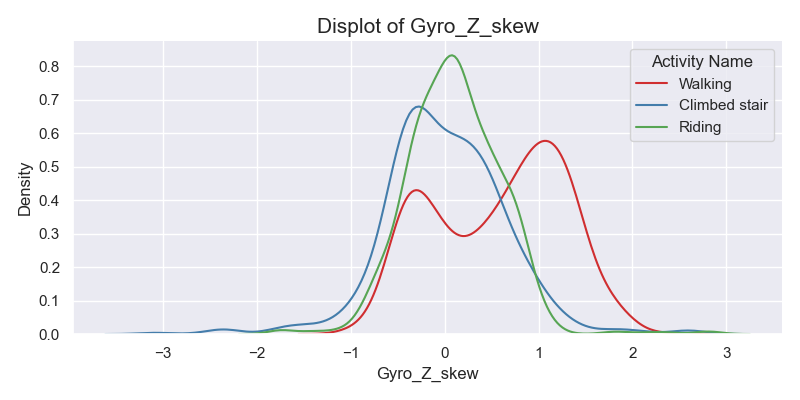 Displot of Gyro_Z_skew
Activity Name
Walking
Climbed stair
Riding
Density
0.8
0.7
0.6
0.5
0.4
0.3
0.2
0.1
0.0
−3
−2
−1
0
1
2
3
Gyro_Z_skew